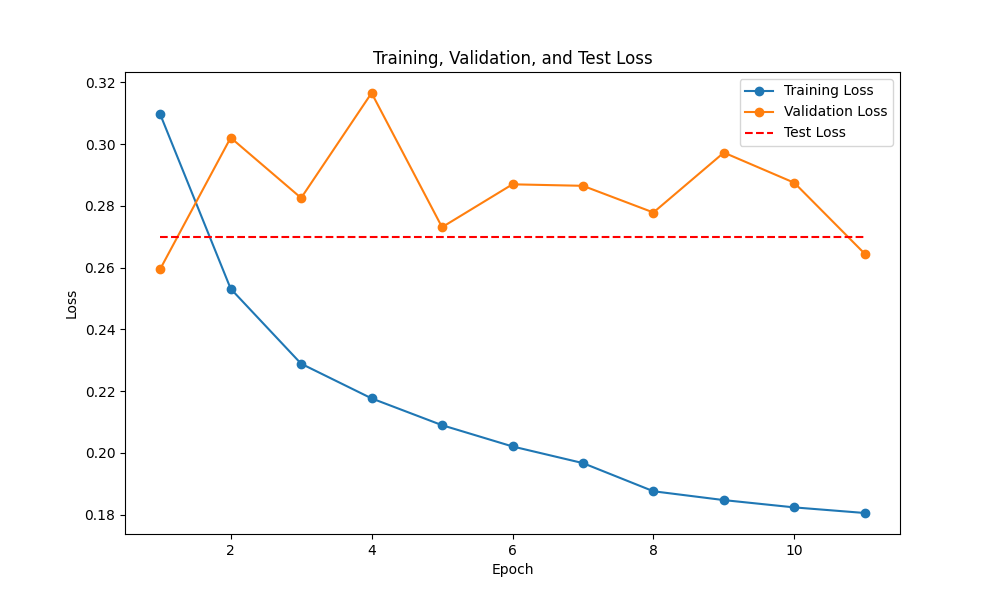 Training, Validation, and Test Loss
Training Loss
Validation Loss
Test Loss
0.32
0.30
0.28
0.26
0.24
0.22
0.20
0.18
Loss
2 4 6 8 10
Epoch